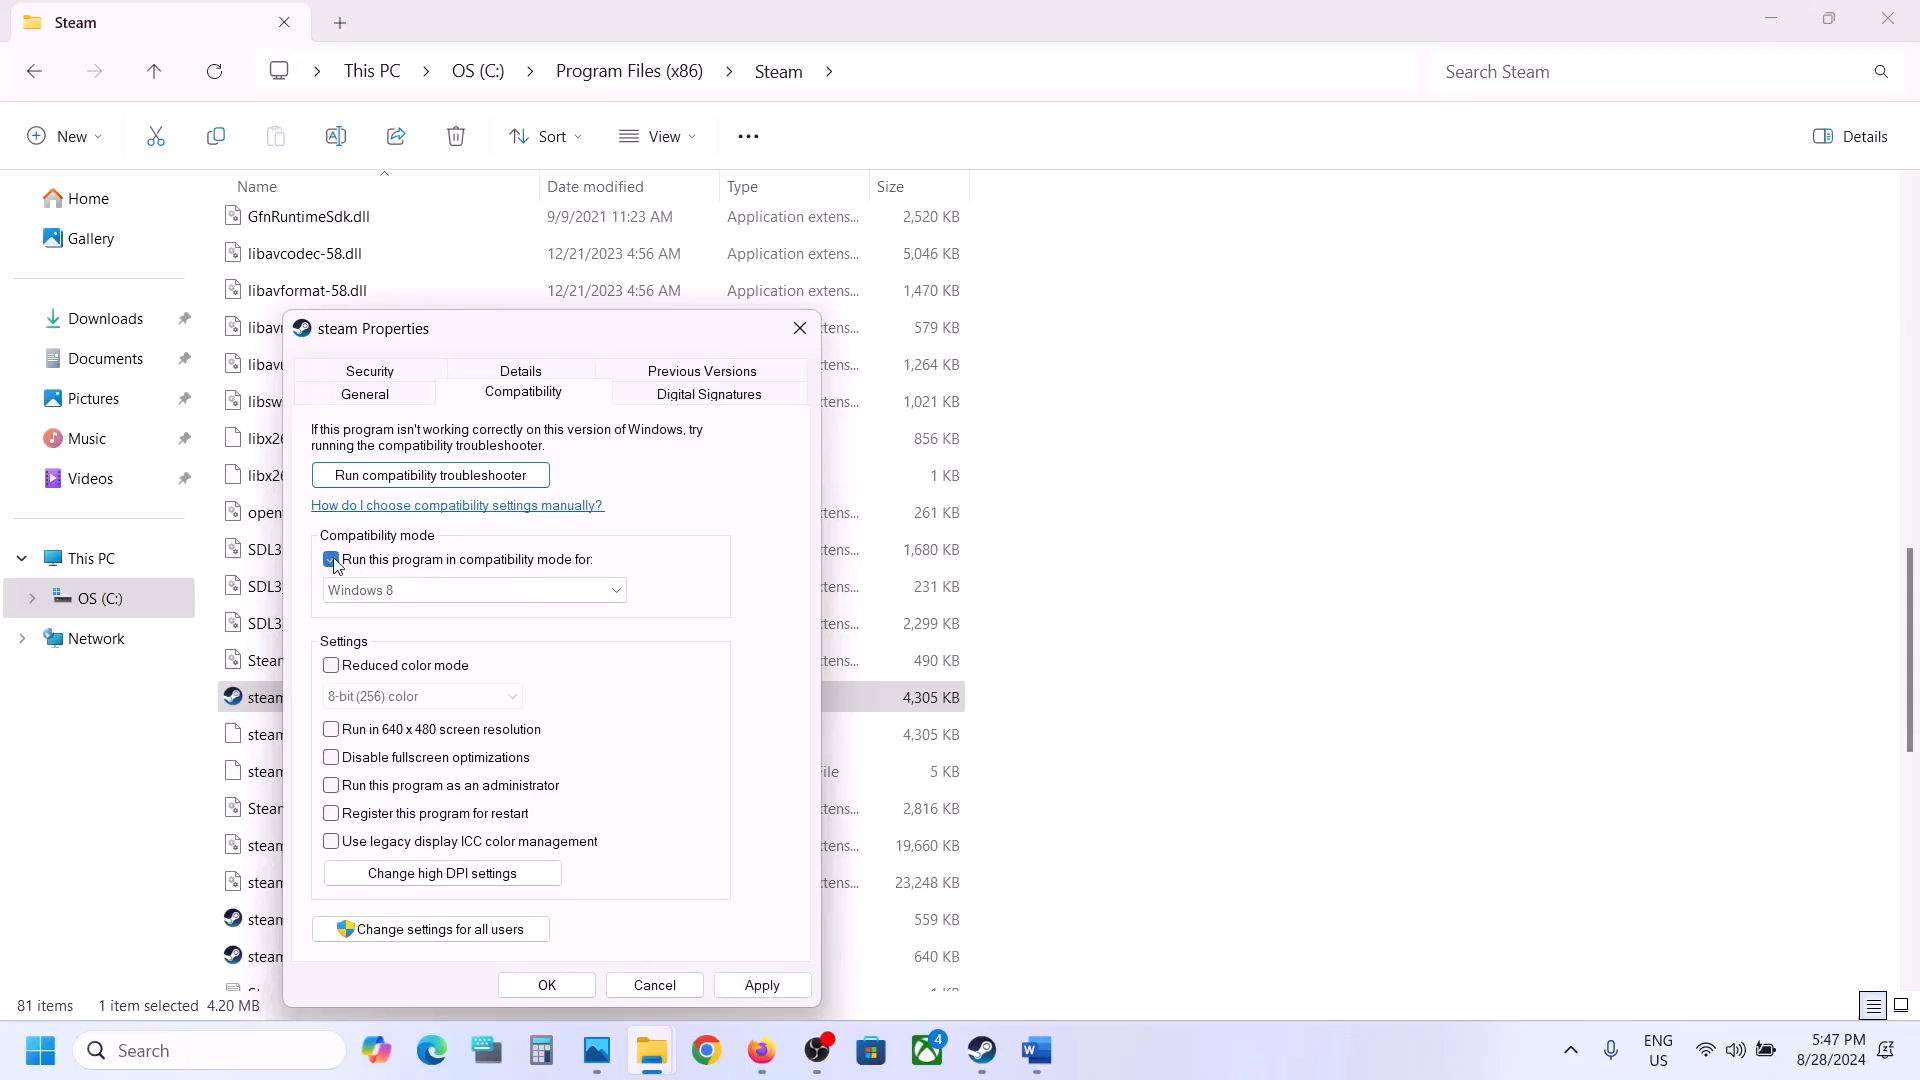 Steam
This PC > OS (C:) > Program Files (x86) > Steam >
Search Steam
New
Sort
View
Details
Home
Gallery
Downloads
Documents
Pictures
Music
Videos
This PC
OS (C:)
Network
Name Date modified Type Size
GfnRuntimeSdk.dll 9/9/2021 11:23 AM Application extens... 2,520 KB
libavcodec-58.dll 12/21/2023 4:56 AM Application extens... 5,046 KB
libavformat-58.dll 12/21/2023 4:56 AM Application extens... 1,470 KB
579 KB
1,264 KB
1,021 KB
856 KB
1 KB
261 KB
1,680 KB
231 KB
2,299 KB
490 KB
4,305 KB
4,305 KB
5 KB
2,816 KB
19,660 KB
23,248 KB
559 KB
640 KB
steam Properties
Security Details Previous Versions
General Compatibility Digital Signatures
If this program isn't working correctly on this version of Windows, try
running the compatibility troubleshooter.
Run compatibility troubleshooter
How do I choose compatibility settings manually?
Compatibility mode
Run this program in compatibility mode for:
Windows 8
Settings
Reduced color mode
8-bit (256) color
Run in 640 x 480 screen resolution
Disable fullscreen optimizations
Run this program as an administrator
Register this program for restart
Use legacy display ICC color management
Change high DPI settings
Change settings for all users
OK Cancel Apply
81 items 1 item selected 4.20 MB
Search
4
ENG
US
5:47 PM
8/28/2024